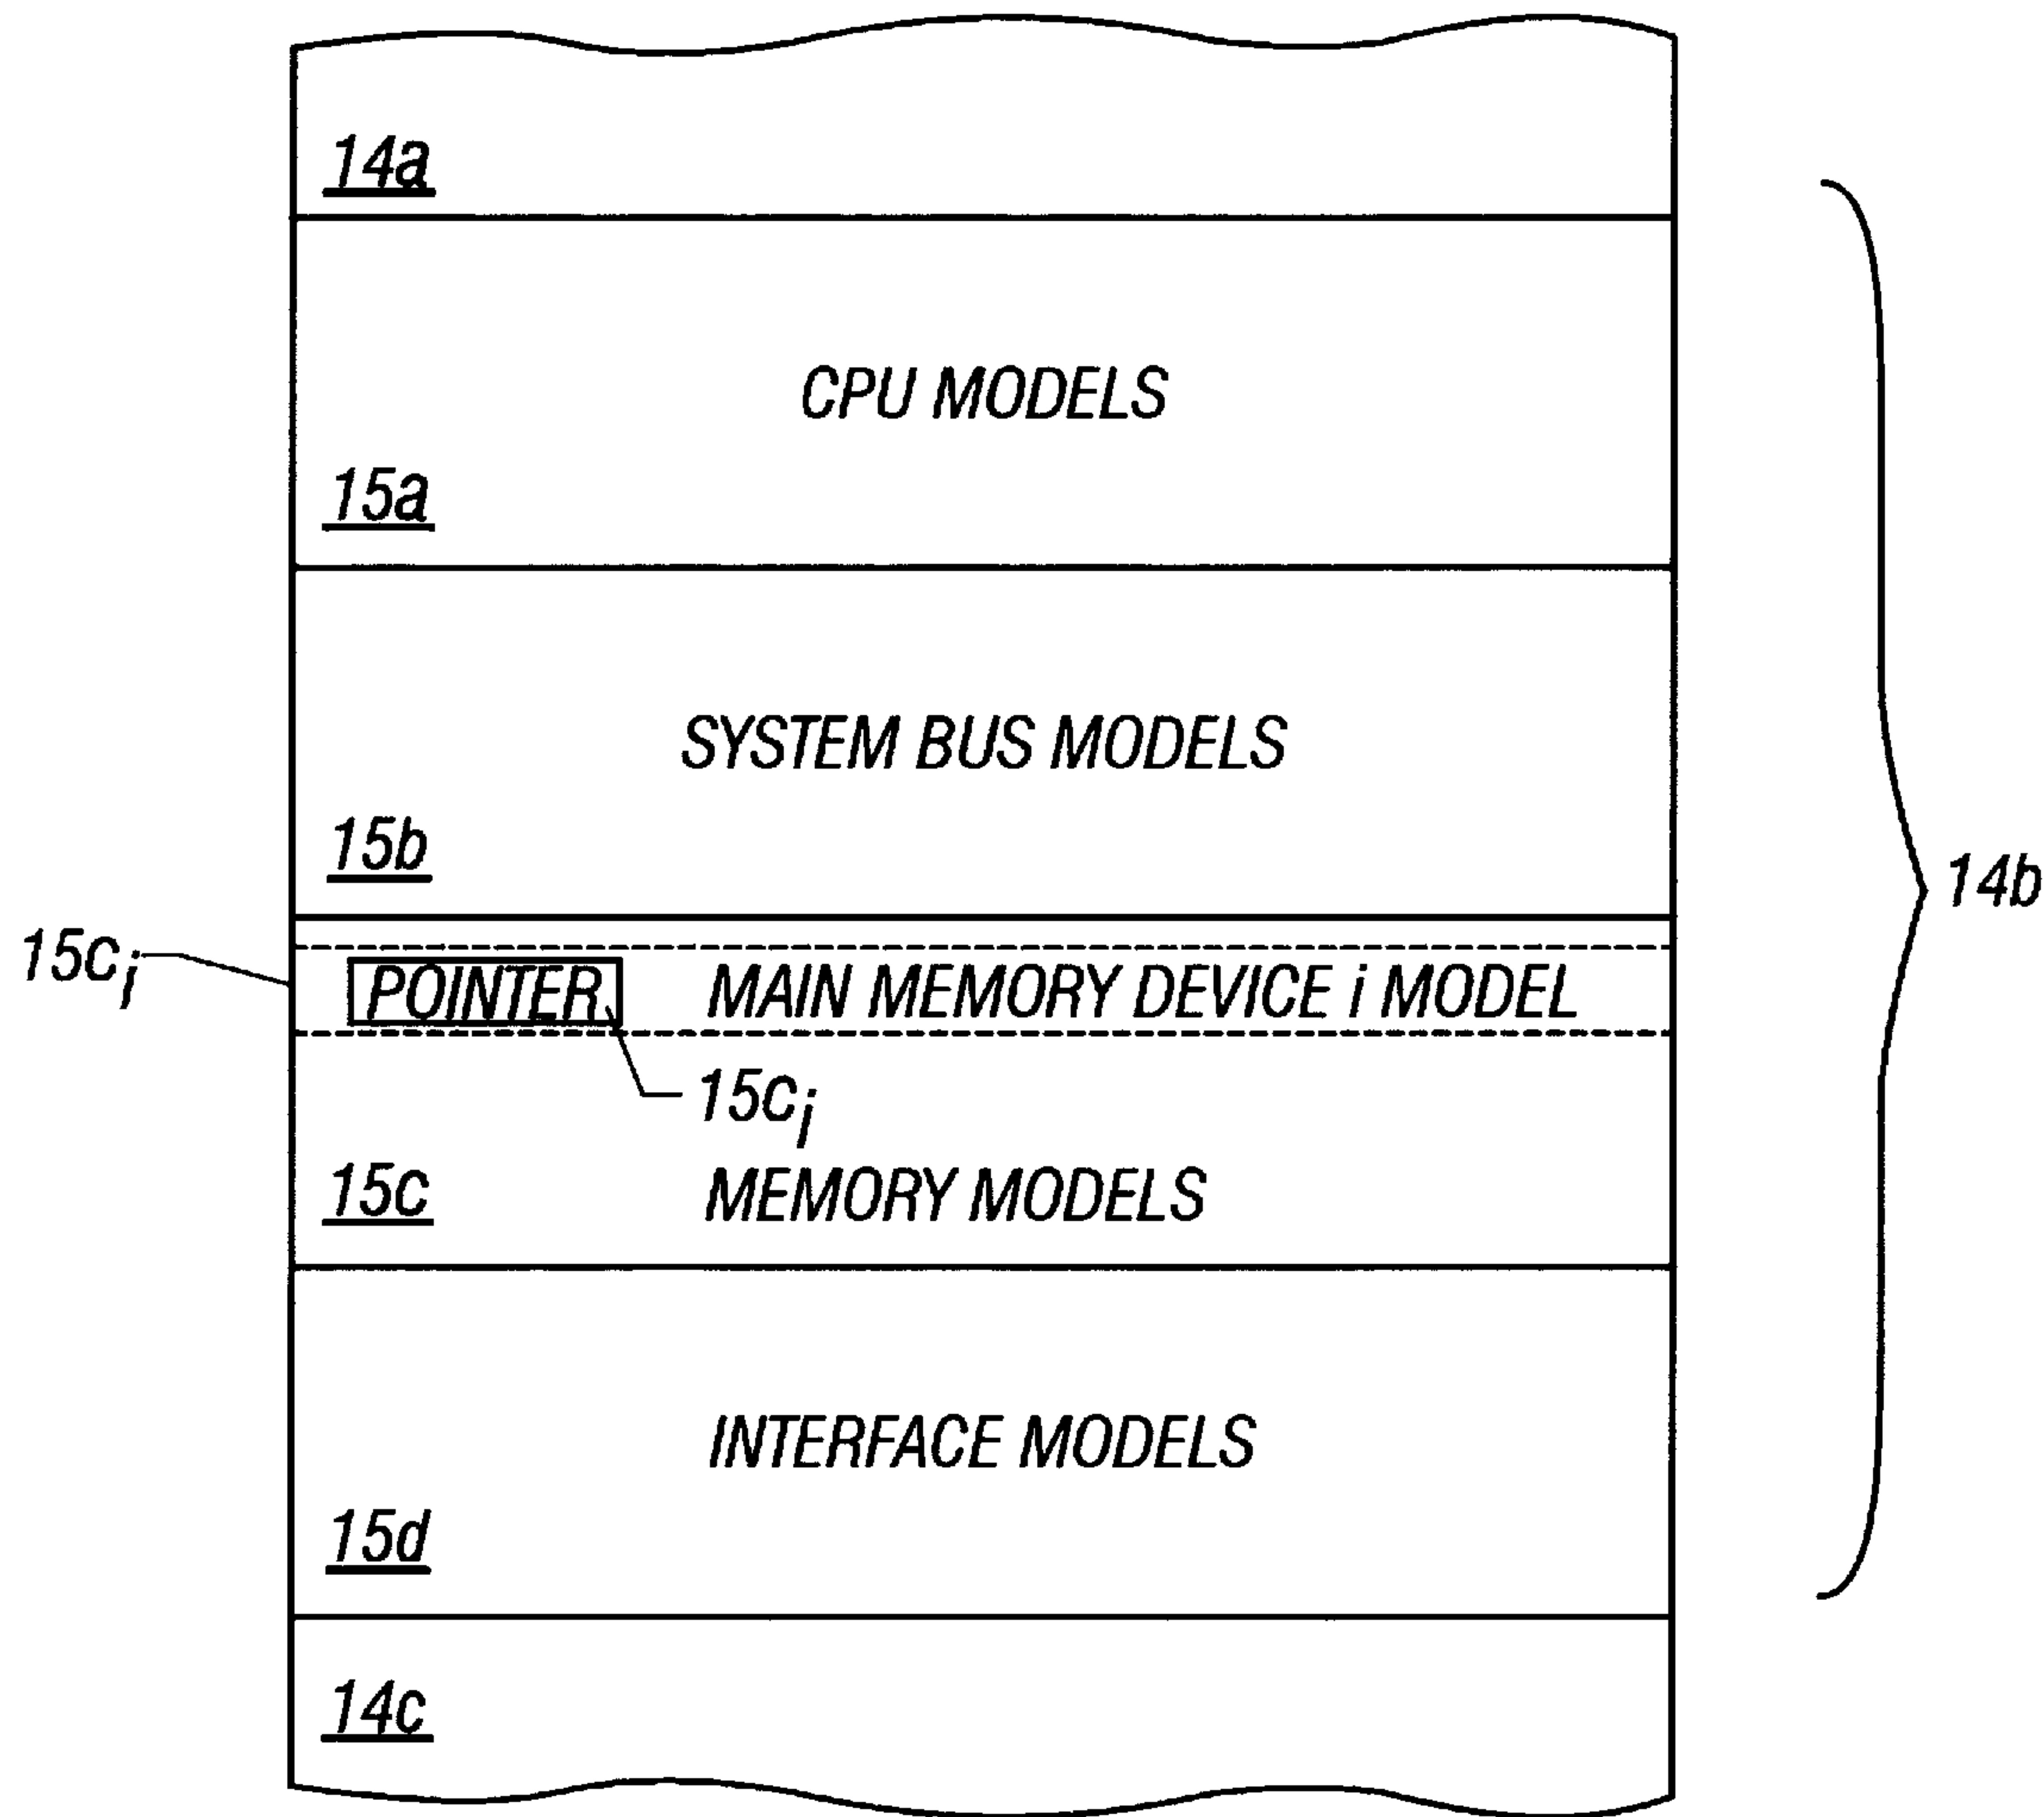 14a
CPU MODELS
15a
SYSTEM BUS MODELS
15b
14b
15ci
POINTER MAIN MEMORY DEVICE i MODEL
15cj
15c MEMORY MODELS
INTERFACE MODELS
15d
14c